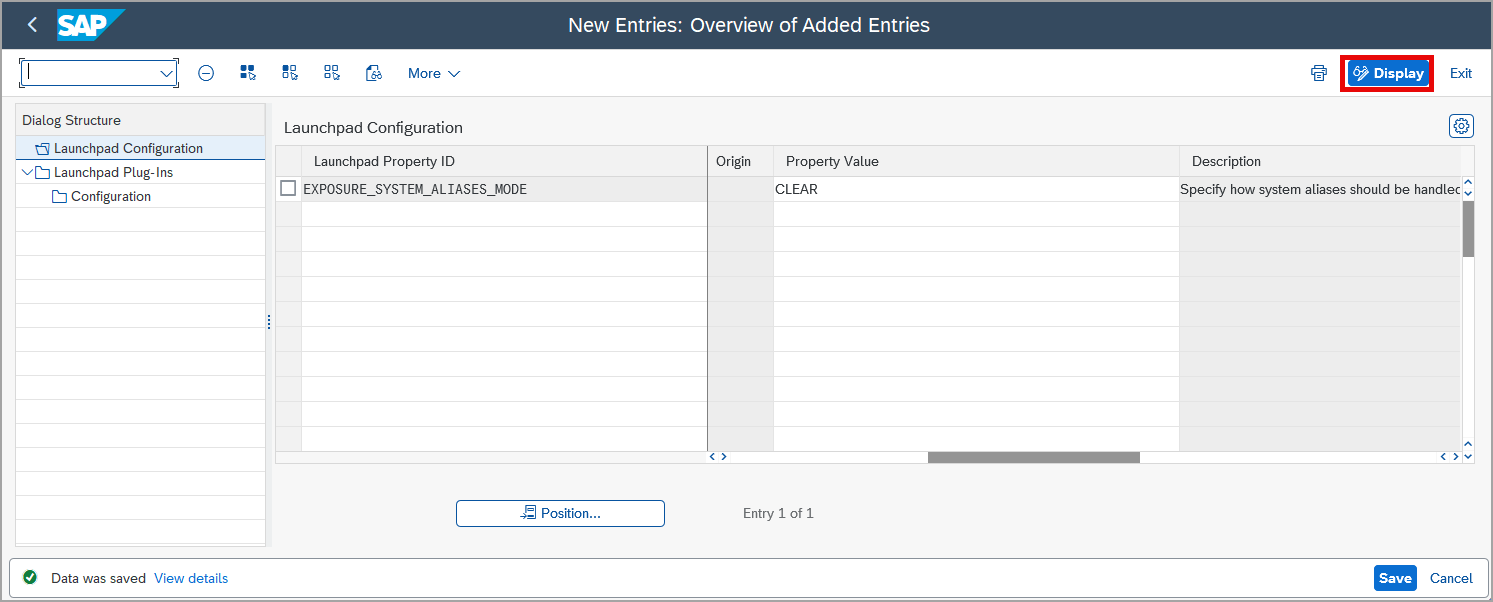 SAP New Entries: Overview of Added Entries
More Display Exit
Dialog Structure
Launchpad Configuration
Launchpad Plug-Ins
Configuration
Launchpad Configuration
Launchpad Property ID Origin Property Value Description
EXPOSURE_SYSTEM_ALIASES_MODE CLEAR Specify how system aliases should be handled
Position... Entry 1 of 1
Data was saved View details Save Cancel